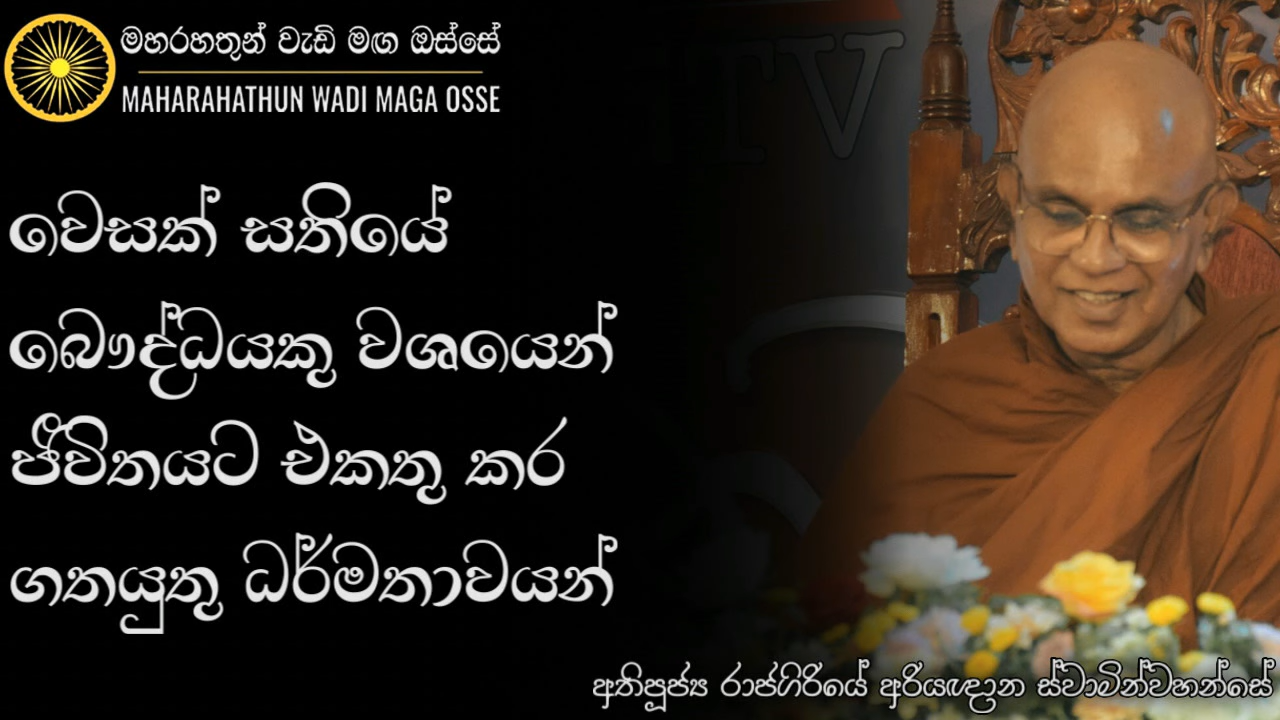 මහරහතුන් වැඩි මඟ ඔස්සේ
MAHARAHATHUN WADI MAGA OSSE
TV
වෙසක් සතියේ
බෞද්ධයකු වශයෙන්
ජීවිතයට එකතු කර
ගතයුතු ධර්මතාවයන්
අතිපූජ්‍ය රාජගිරියේ අරියඥාන ස්වාමින්වහන්සේ